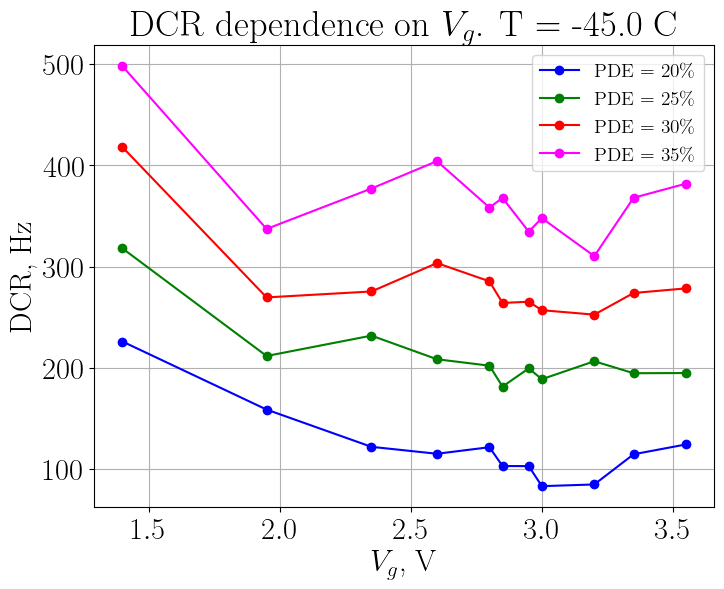 DCR dependence on V_g. T = -45.0 C
500
400
300
200
100
DCR, Hz
PDE = 20%
PDE = 25%
PDE = 30%
PDE = 35%
1.5 2.0 2.5 3.0 3.5
V_g, V